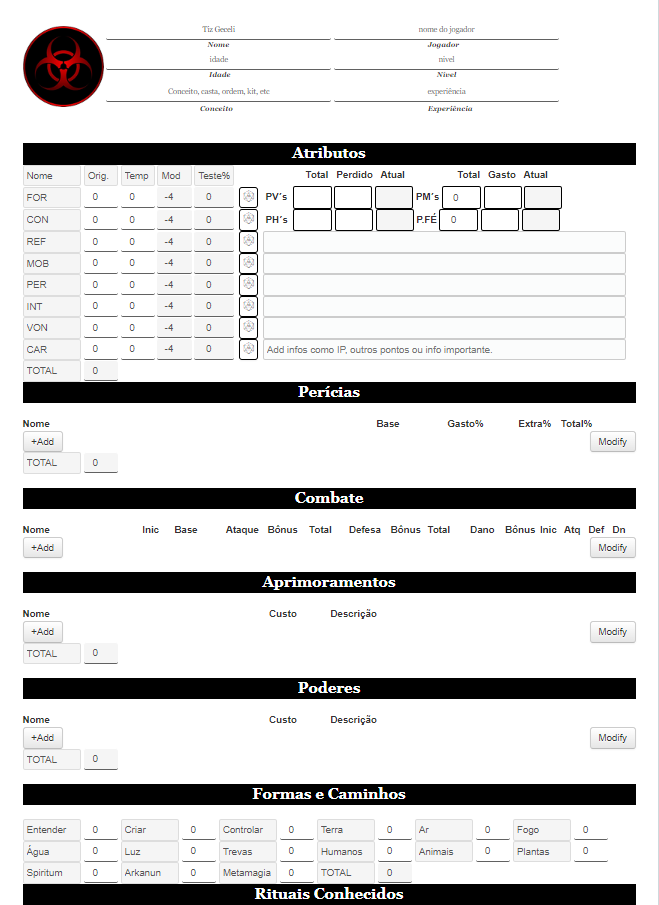 Tiz Geceli nome do jogador
Nome Jogador
idade nível
Idade Nível
Conceito, casta, ordem, kit, etc experiência
Conceito Experiência
Atributos
Nome Orig. Temp Mod Teste% Total Perdido Atual Total Gasto Atual
FOR 0 0 -4 0 PV's PM's 0
CON 0 0 -4 0 PH's P.FÉ 0
REF 0 0 -4 0
MOB 0 0 -4 0
PER 0 0 -4 0
INT 0 0 -4 0
VON 0 0 -4 0
CAR 0 0 -4 0 Add infos como IP, outros pontos ou info importante.
TOTAL 0
Perícias
Nome Base Gasto% Extra% Total%
+Add Modify
TOTAL 0
Combate
Nome Inic Base Ataque Bônus Total Defesa Bônus Total Dano Bônus Inic Atq Def Dn
+Add Modify
Aprimoramentos
Nome Custo Descrição
+Add Modify
TOTAL 0
Poderes
Nome Custo Descrição
+Add Modify
TOTAL 0
Formas e Caminhos
Entender 0 Criar 0 Controlar 0 Terra 0 Ar 0 Fogo 0
Água 0 Luz 0 Trevas 0 Humanos 0 Animais 0 Plantas 0
Spiritum 0 Arkanun 0 Metamagia 0 TOTAL 0
Rituais Conhecidos